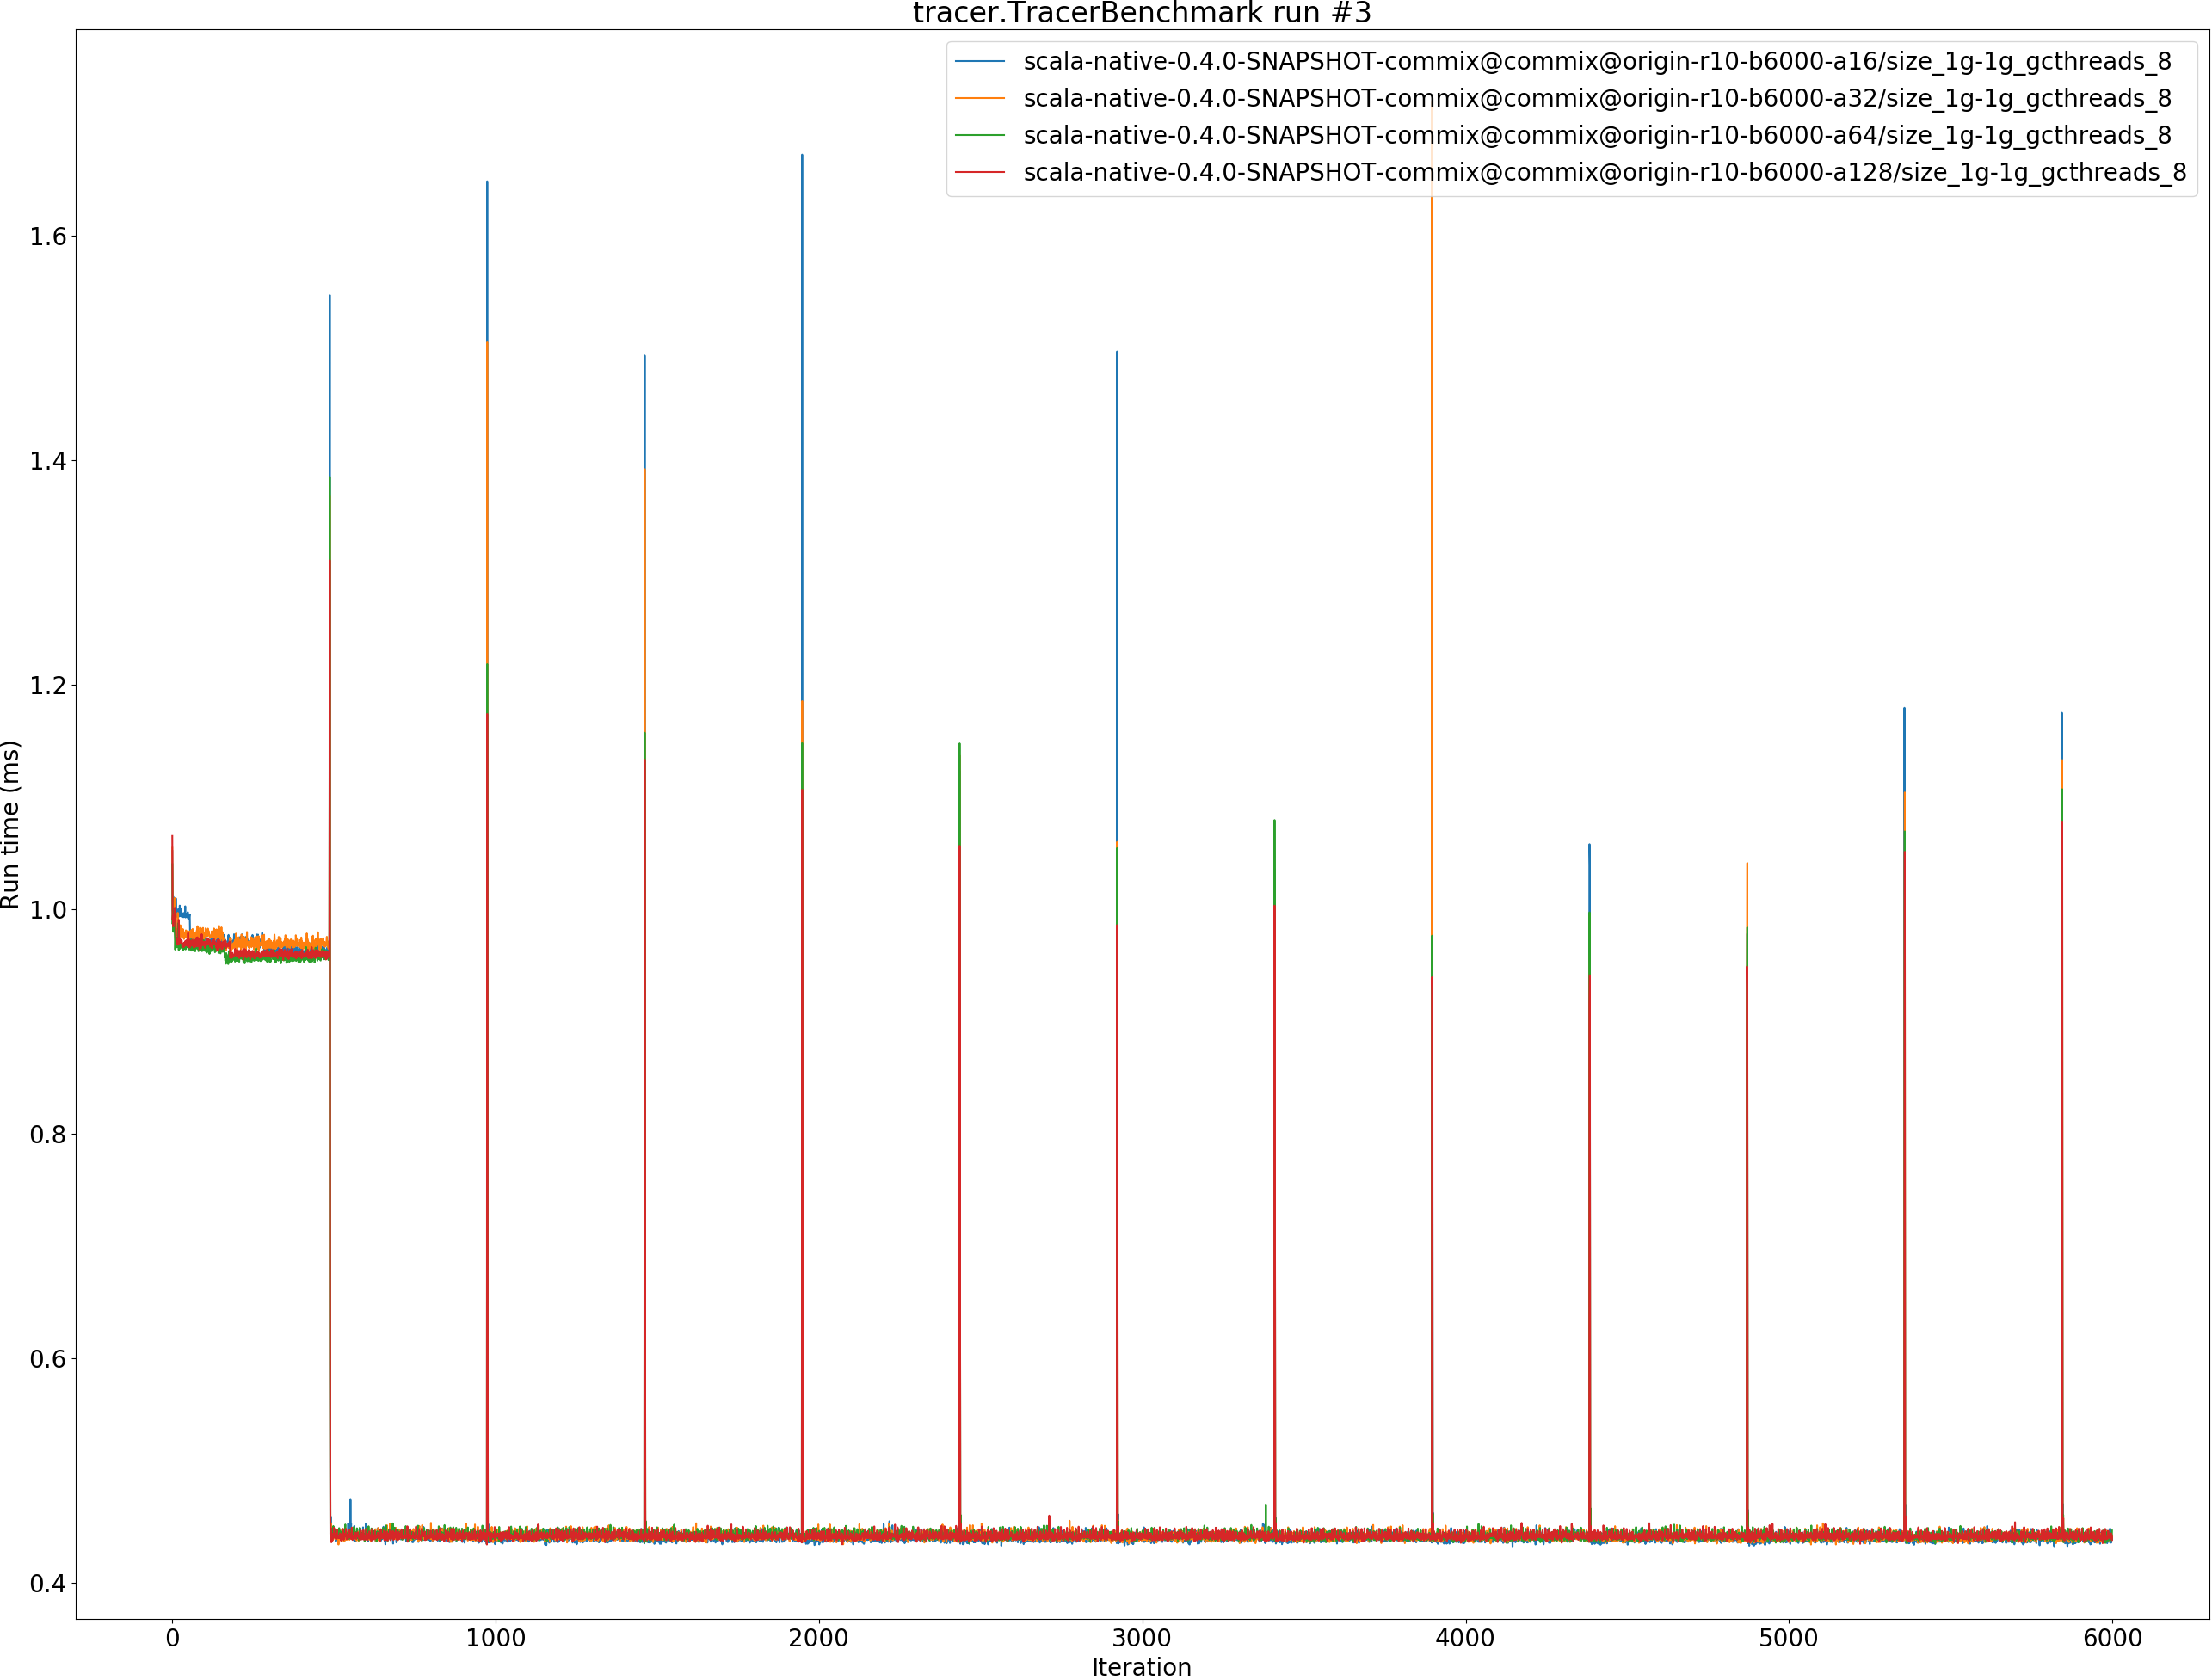 tracer.TracerBenchmark run #3
scala-native-0.4.0-SNAPSHOT-commix@commix@origin-r10-b6000-a16/size_1g-1g_gcthreads_8
scala-native-0.4.0-SNAPSHOT-commix@commix@origin-r10-b6000-a32/size_1g-1g_gcthreads_8
scala-native-0.4.0-SNAPSHOT-commix@commix@origin-r10-b6000-a64/size_1g-1g_gcthreads_8
scala-native-0.4.0-SNAPSHOT-commix@commix@origin-r10-b6000-a128/size_1g-1g_gcthreads_8
1.6
1.4
1.2
1.0
0.8
0.6
0.4
Run time (ms)
0 1000 2000 3000 4000 5000 6000
Iteration